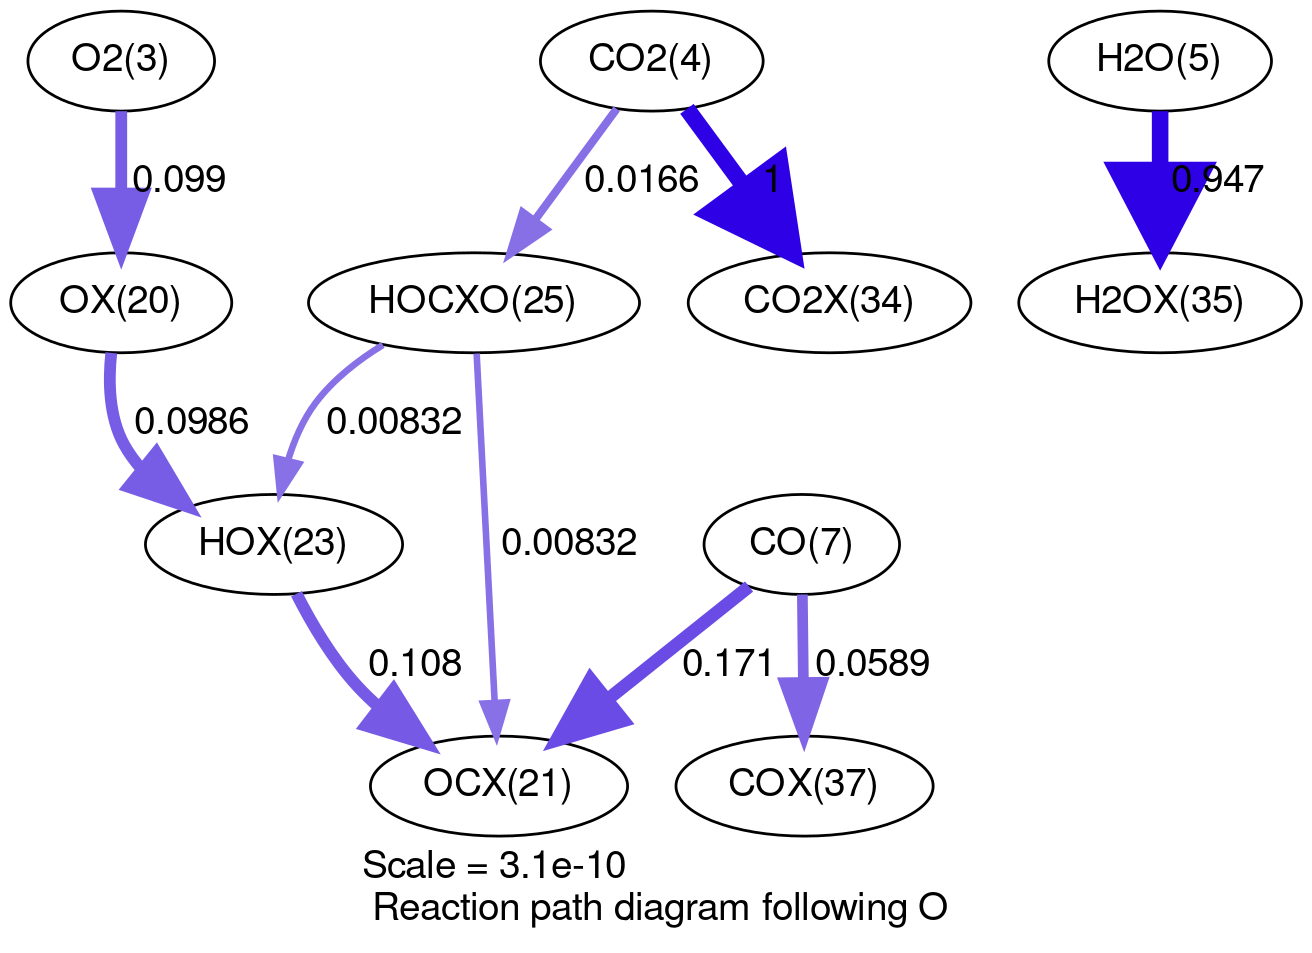 O2(3)
CO2(4)
H2O(5)
0.099
0.0166
1
0.947
OX(20)
HOCXO(25)
CO2X(34)
H2OX(35)
0.0986
0.00832
HOX(23)
0.00832
CO(7)
0.108
0.171
0.0589
OCX(21)
COX(37)
Scale = 3.1e-10
Reaction path diagram following O